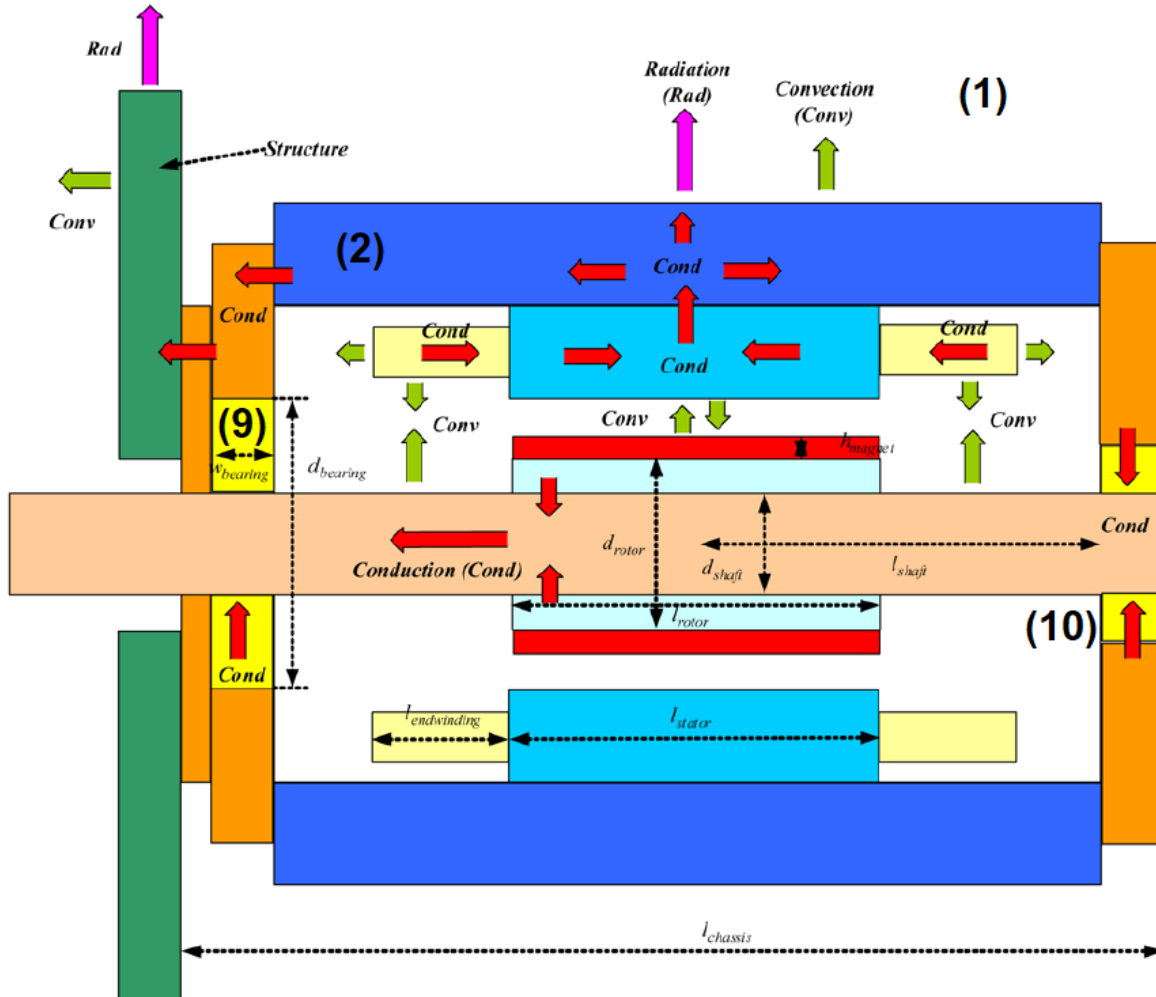 Rad
Radiation
(Rad)
Convection
(Conv)
(1)
Structure
Conv
(2)
Cond
Cond
Cond
Cond
Cond
(9)
Conv
Conv
Conv
h_magnet
w_bearing
d_bearing
Cond
d_rotor
d_shaft
l_shaft
Conduction (Cond)
l_rotor
(10)
Cond
l_endwinding
l_stator
l_chassis